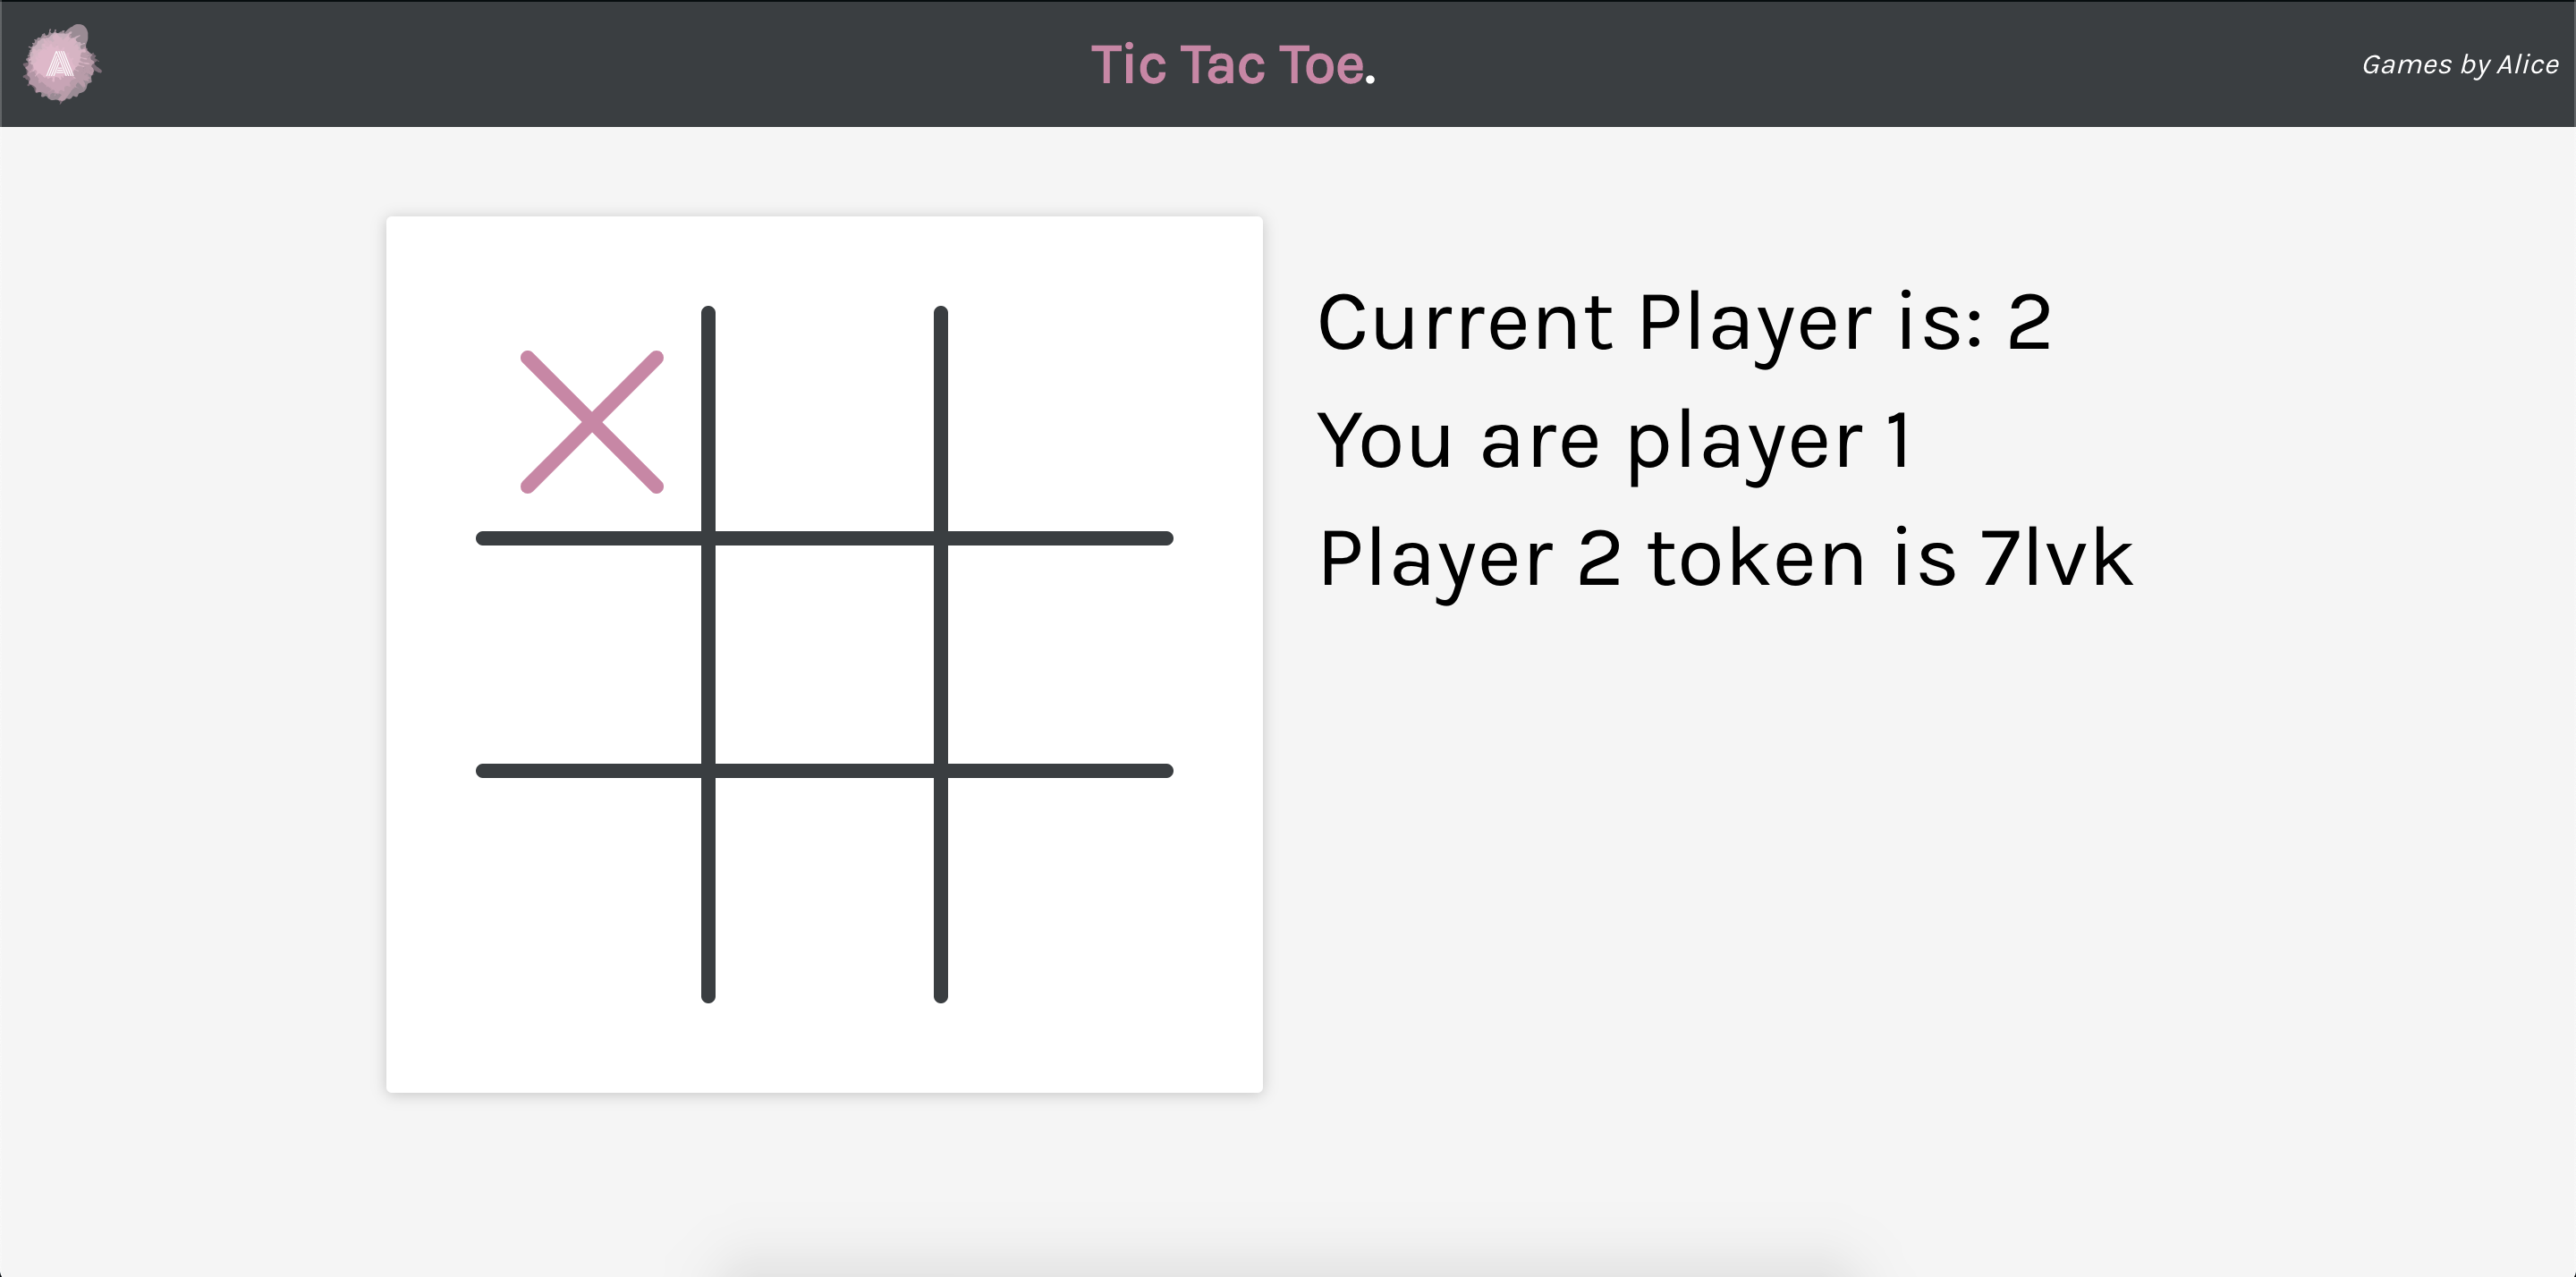 A
Tic Tac Toe.
Games by Alice
Current Player is: 2
You are player 1
Player 2 token is 7lvk